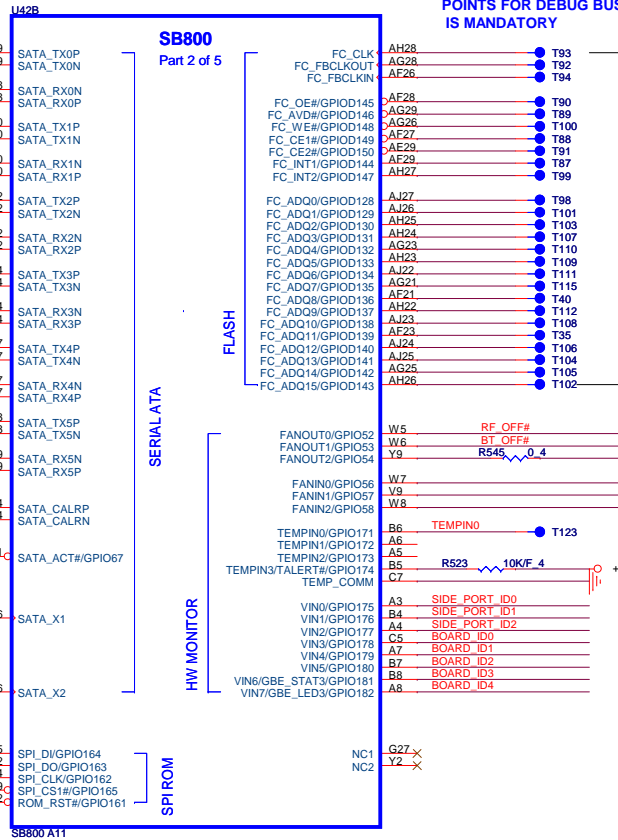 U42B
POINTS FOR DEBUG BUS
IS MANDATORY
SB800
Part 2 of 5
SATA_TX0P
SATA_TX0N
SATA_RX0N
SATA_RX0P
SATA_TX1P
SATA_TX1N
SATA_RX1N
SATA_RX1P
SATA_TX2P
SATA_TX2N
SATA_RX2N
SATA_RX2P
SATA_TX3P
SATA_TX3N
SATA_RX3N
SATA_RX3P
SATA_TX4P
SATA_TX4N
SATA_RX4N
SATA_RX4P
SATA_TX5P
SATA_TX5N
SATA_RX5N
SATA_RX5P
SATA_CALRP
SATA_CALRN
SATA_ACT#/GPIO67
SATA_X1
SATA_X2
SPI_DI/GPIO164
SPI_DO/GPIO163
SPI_CLK/GPIO162
SPI_CS1#/GPIO165
ROM_RST#/GPIO161
SERIAL ATA
SPI ROM
FLASH
HW MONITOR
FC_CLK AH28 T93
FC_FBCLKOUT AG28 T92
FC_FBCLKIN AF26 T94
FC_OE#/GPIOD145 AF28 T90
FC_AVD#/GPIOD146 AG29 T89
FC_WE#/GPIOD148 AG26 T100
FC_CE1#/GPIOD149 AF27 T88
FC_CE2#/GPIOD150 AE29 T91
FC_INT1/GPIOD144 AF29 T87
FC_INT2/GPIOD147 AH27 T99
FC_ADQ0/GPIOD128 AJ27 T98
FC_ADQ1/GPIOD129 AJ26 T101
FC_ADQ2/GPIOD130 AH25 T103
FC_ADQ3/GPIOD131 AH24 T107
FC_ADQ4/GPIOD132 AG23 T110
FC_ADQ5/GPIOD133 AH23 T109
FC_ADQ6/GPIOD134 AJ22 T111
FC_ADQ7/GPIOD135 AG21 T115
FC_ADQ8/GPIOD136 AF21 T40
FC_ADQ9/GPIOD137 AH22 T112
FC_ADQ10/GPIOD138 AJ23 T108
FC_ADQ11/GPIOD139 AF23 T35
FC_ADQ12/GPIOD140 AJ24 T106
FC_ADQ13/GPIOD141 AJ25 T104
FC_ADQ14/GPIOD142 AG25 T105
FC_ADQ15/GPIOD143 AH26 T102
FANOUT0/GPIO52 W5 RF_OFF#
FANOUT1/GPIO53 W6 BT_OFF#
FANOUT2/GPIO54 Y9 R545 0_4
FANIN0/GPIO56 W7
FANIN1/GPIO57 V9
FANIN2/GPIO58 W8
TEMPIN0/GPIO171 B6 TEMPIN0 T123
TEMPIN1/GPIO172 A6
TEMPIN2/GPIO173 A5
TEMPIN3/TALERT#/GPIO174 B5 R523 10K/F_4 +
TEMP_COMM C7
VIN0/GPIO175 A3 SIDE_PORT_ID0
VIN1/GPIO176 B4 SIDE_PORT_ID1
VIN2/GPIO177 A4 SIDE_PORT_ID2
VIN3/GPIO178 C5 BOARD_ID0
VIN4/GPIO179 A7 BOARD_ID1
VIN5/GPIO180 B7 BOARD_ID2
VIN6/GBE_STAT3/GPIO181 B8 BOARD_ID3
VIN7/GBE_LED3/GPIO182 A8 BOARD_ID4
NC1 G27
NC2 Y2
SB800 A11